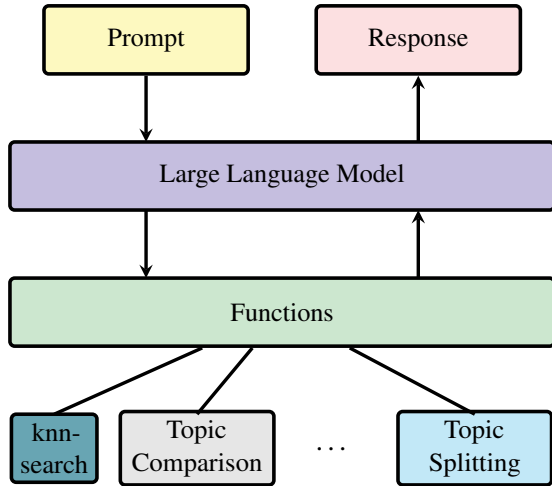 Prompt
Response
Large Language Model
Functions
knn-
search
Topic
Comparison
. . .
Topic
Splitting